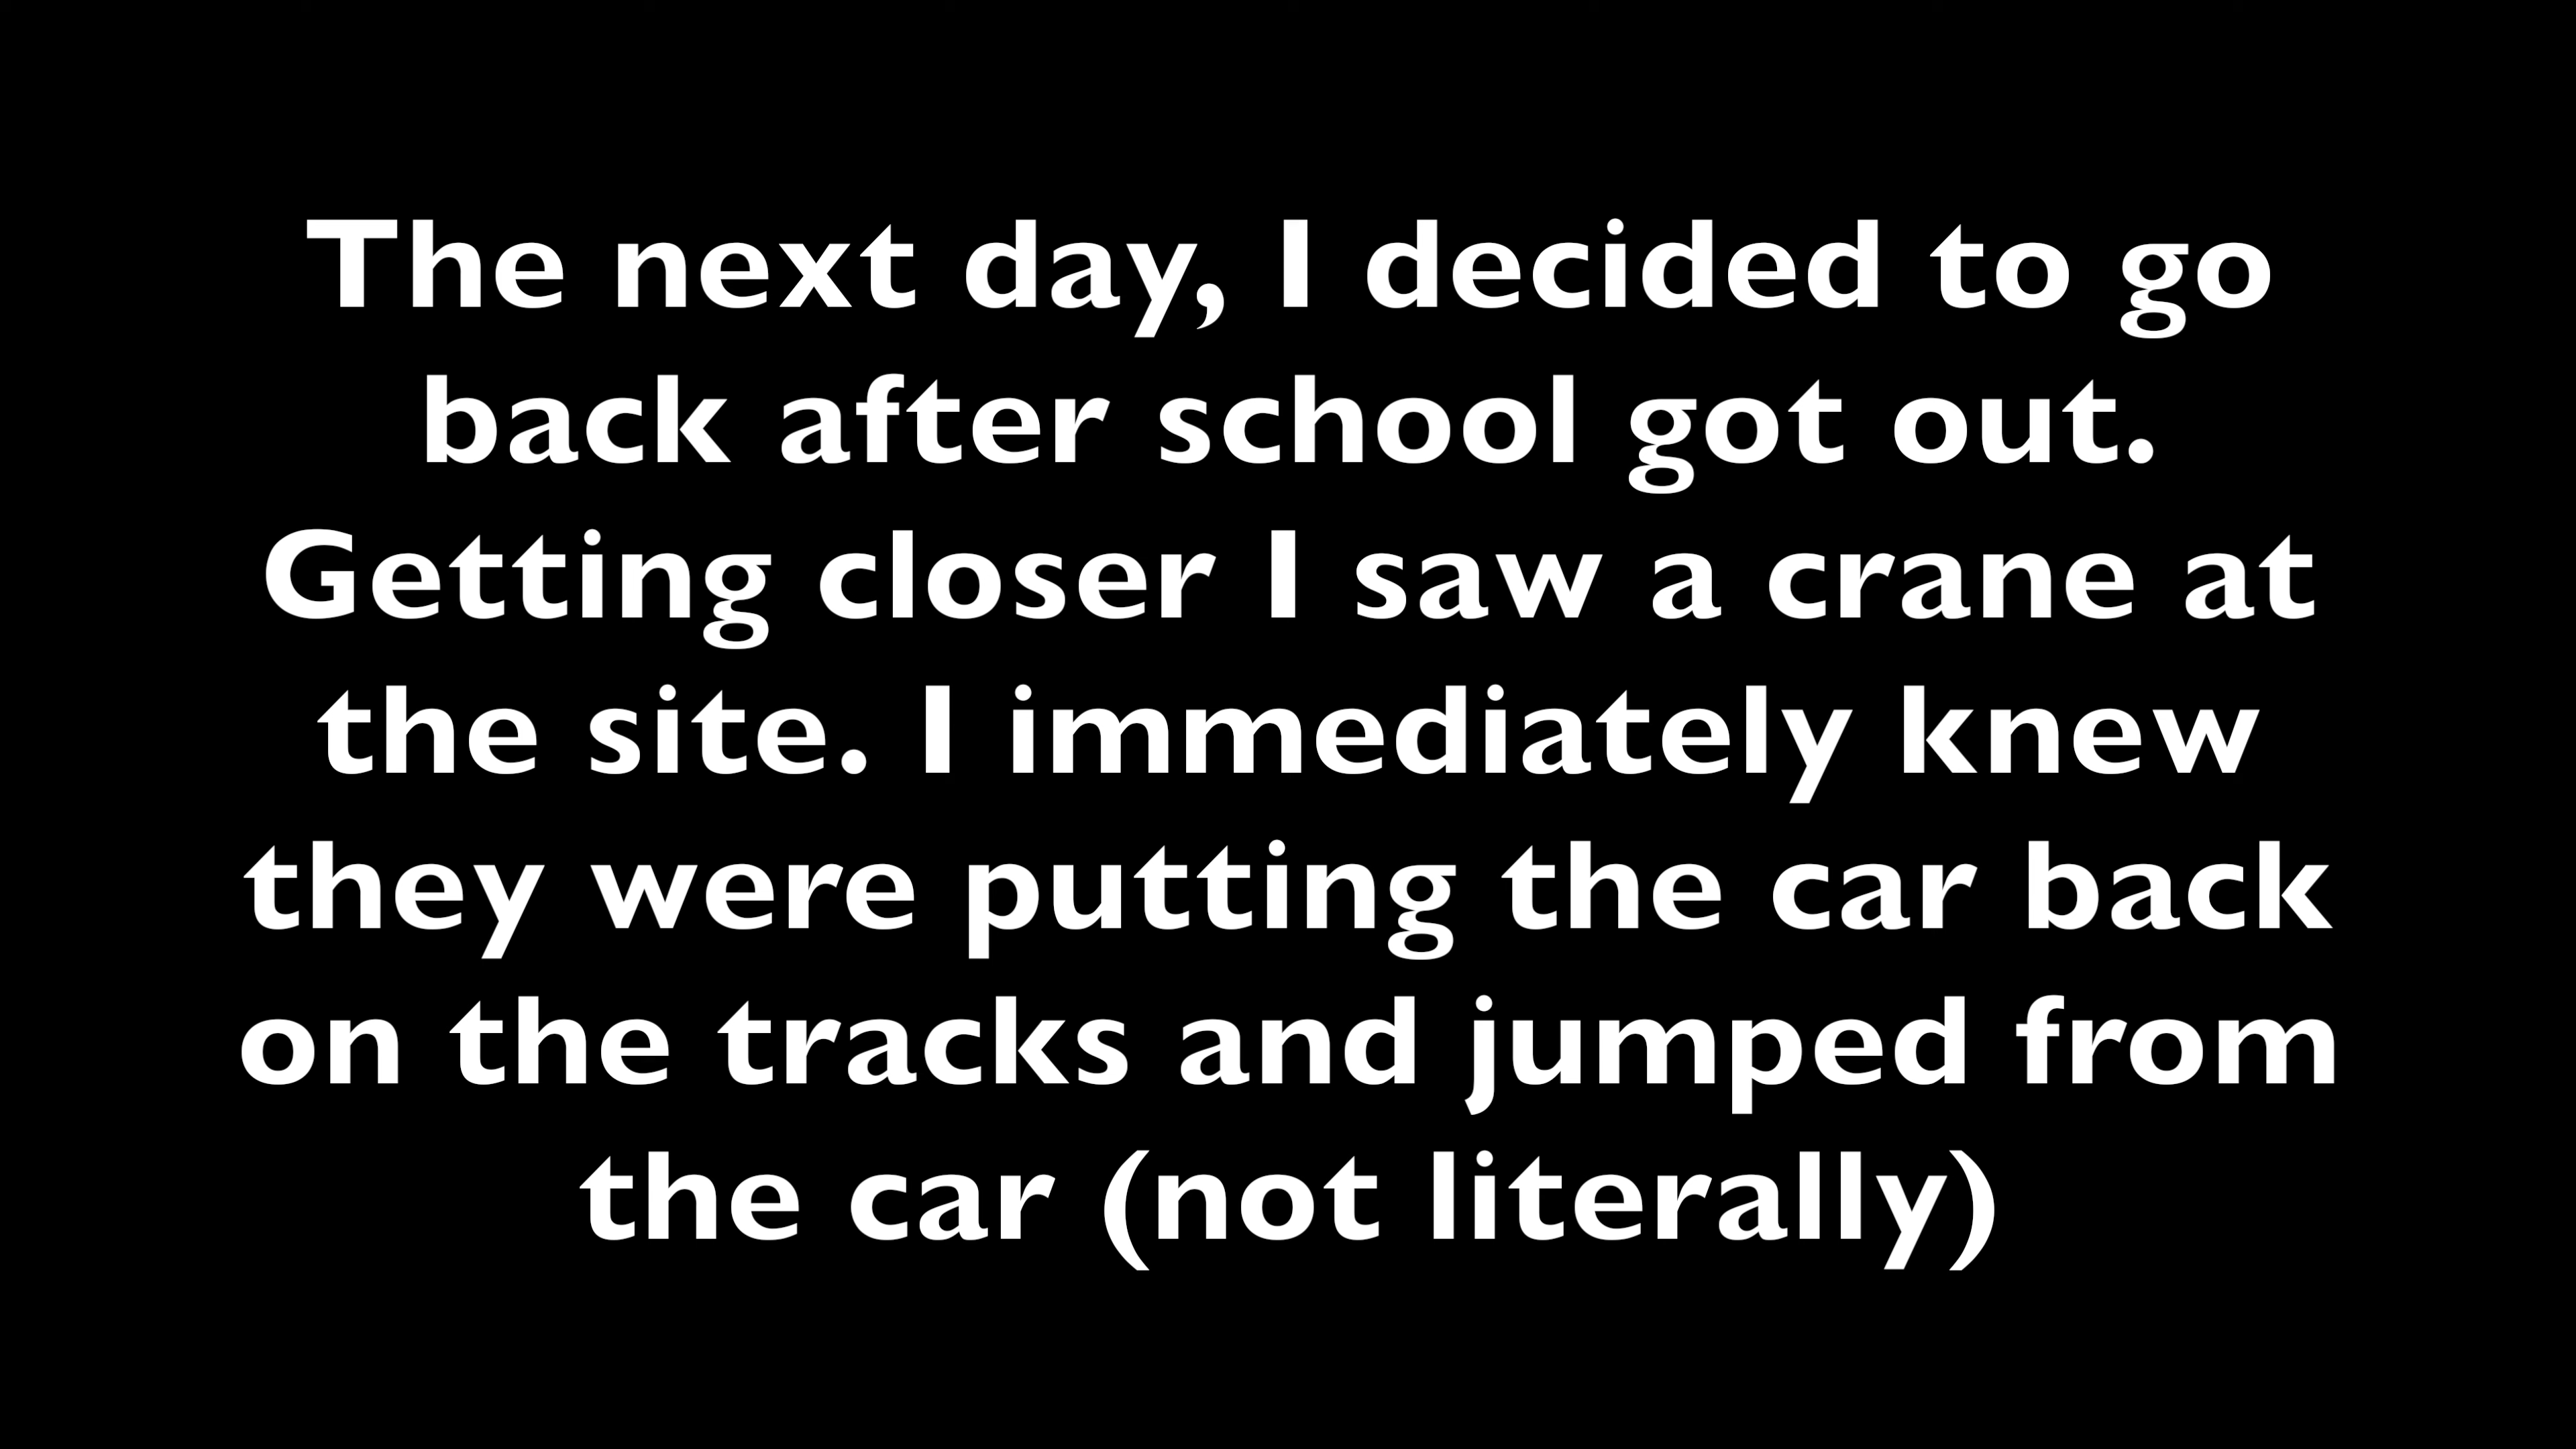 The next day, I decided to go
back after school got out.
Getting closer I saw a crane at
the site. I immediately knew
they were putting the car back
on the tracks and jumped from
the car (not literally)